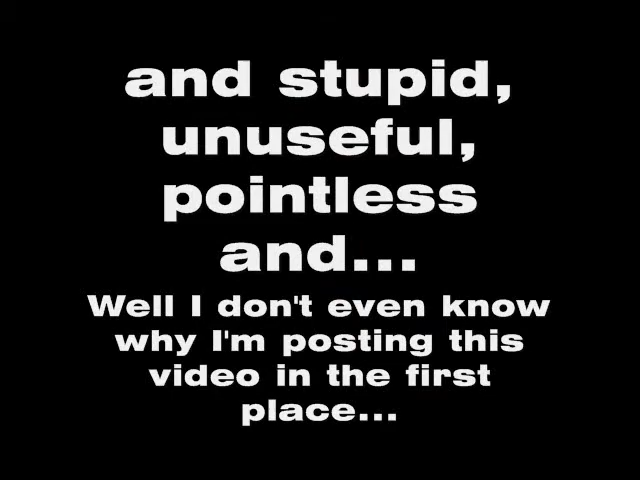 and stupid,
unuseful,
pointless
and...
Well I don't even know
why I'm posting this
video in the first
place...